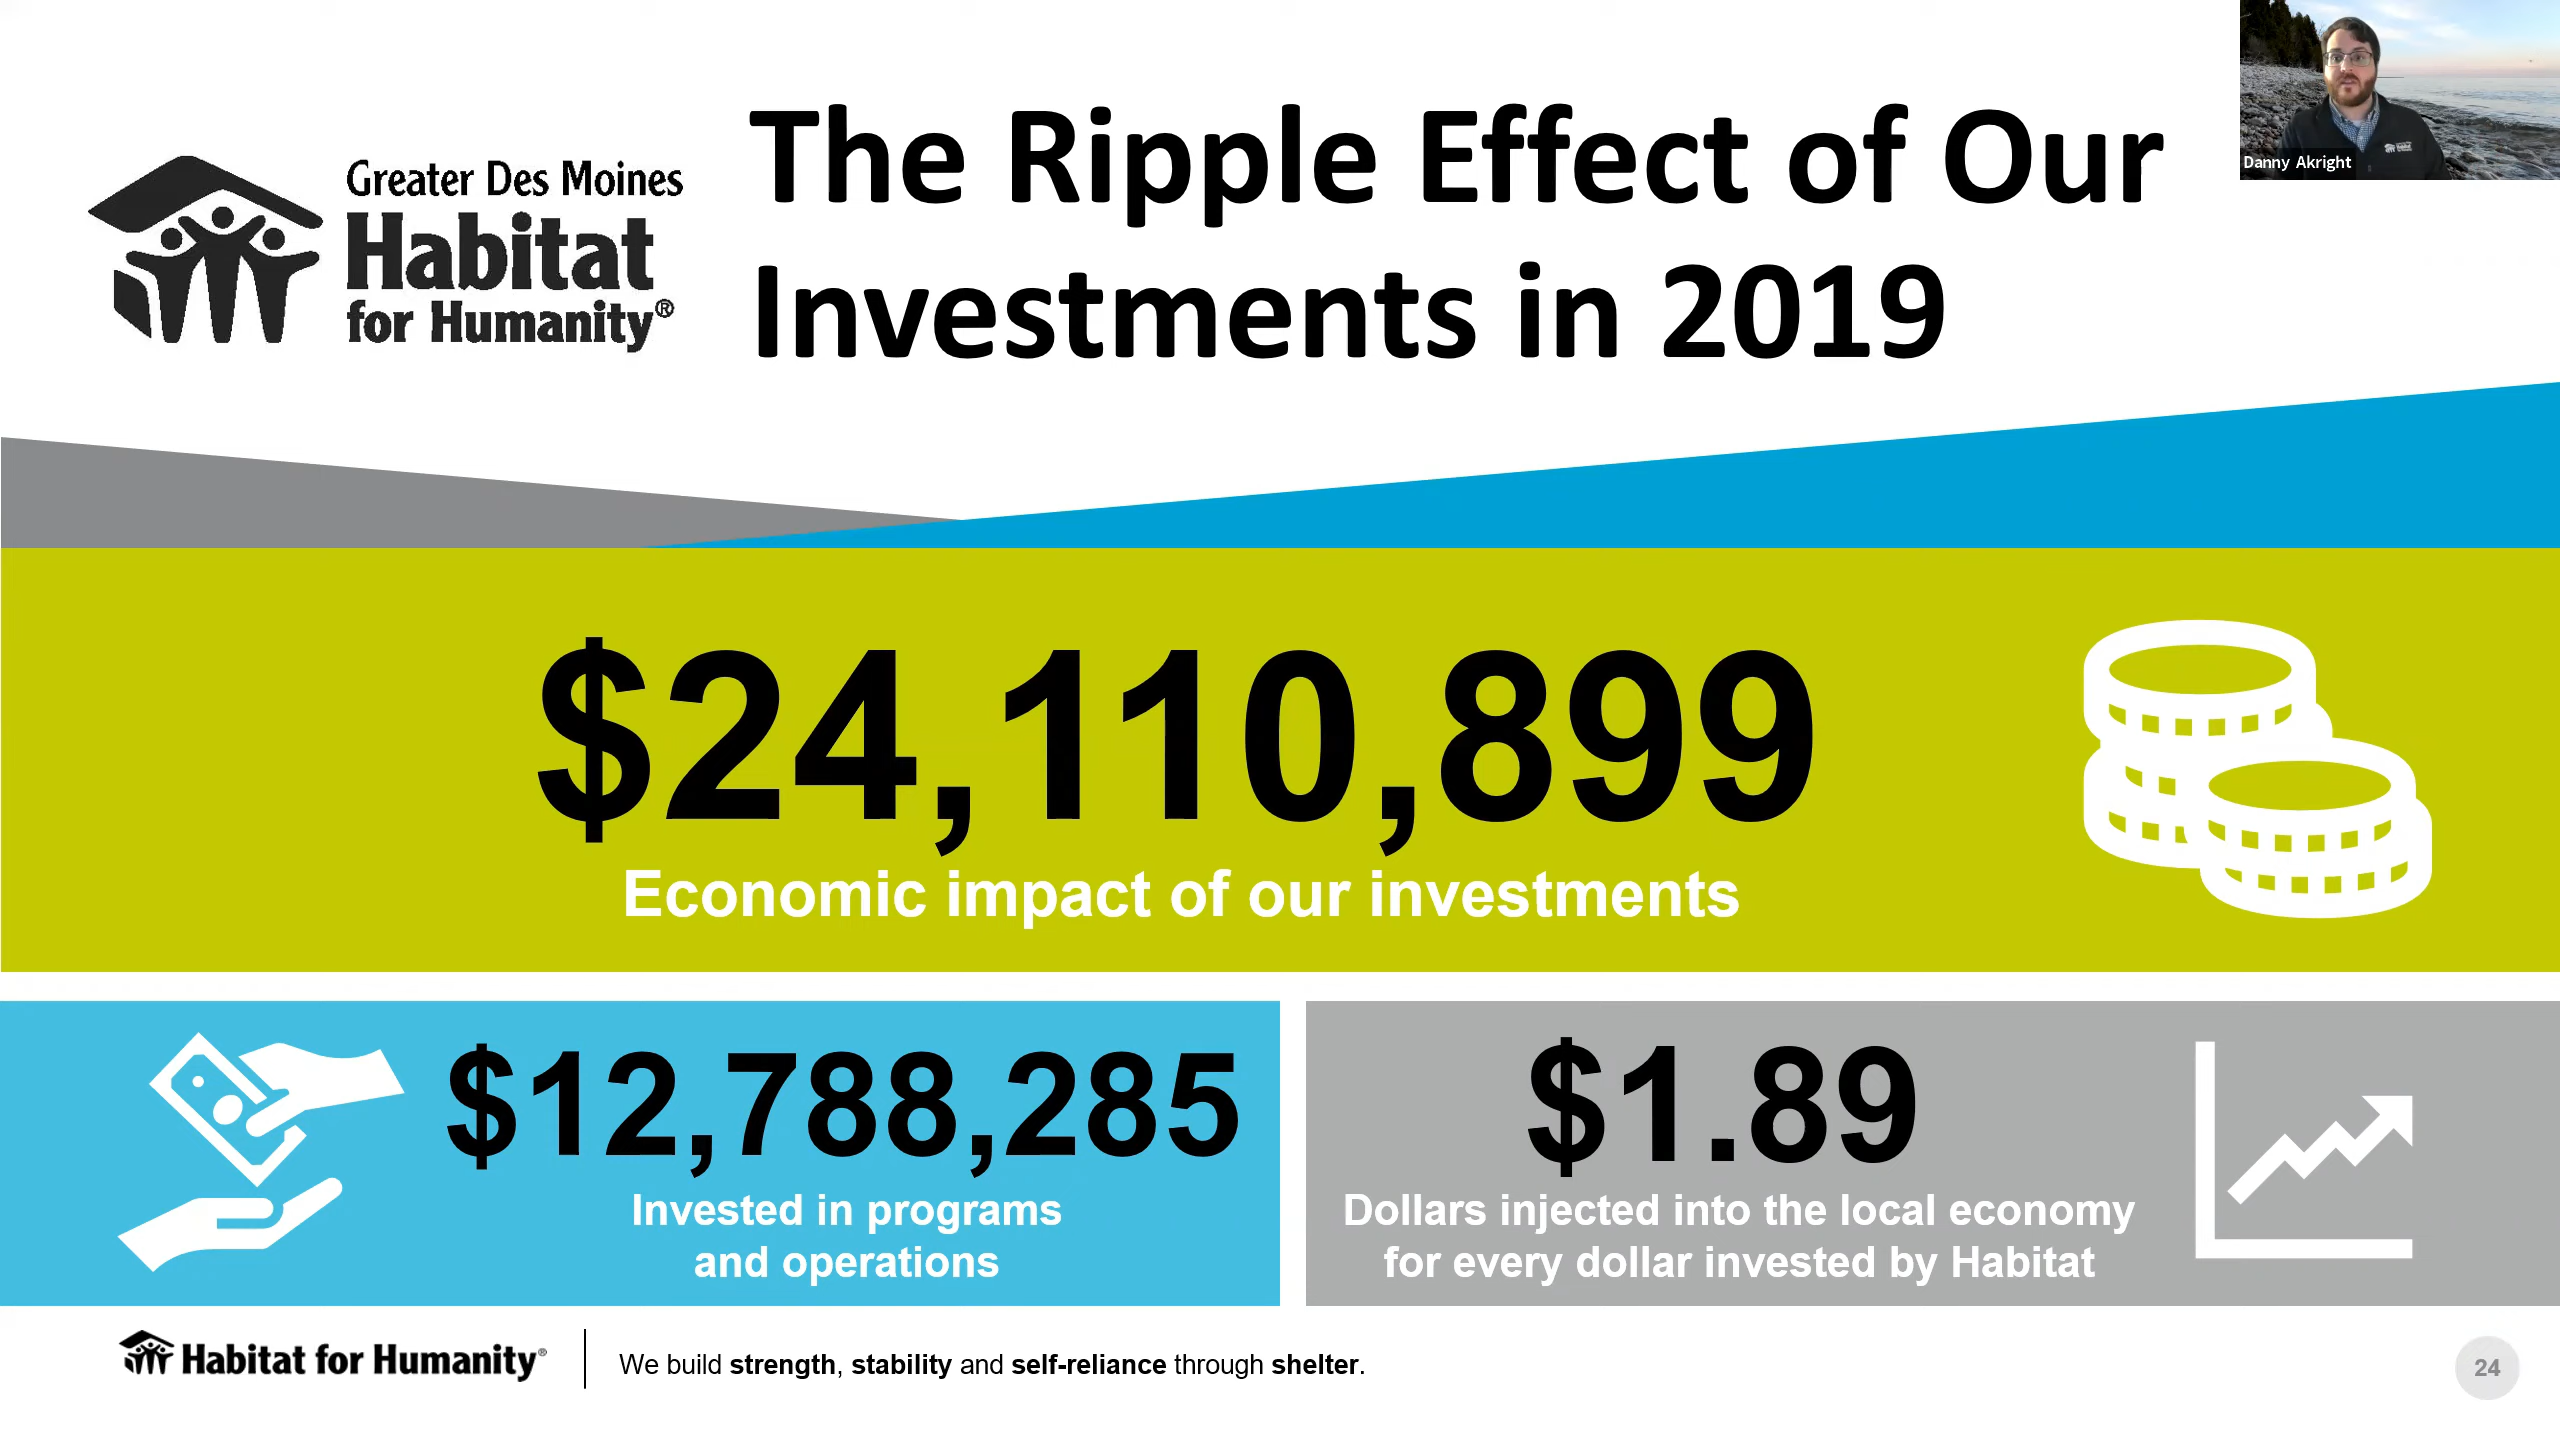 Greater Des Moines
Habitat
for Humanity®
The Ripple Effect of Our
Investments in 2019
Danny Akright
$24,110,899
Economic impact of our investments
$12,788,285
Invested in programs
and operations
$1.89
Dollars injected into the local economy
for every dollar invested by Habitat
Habitat for Humanity®
We build strength, stability and self-reliance through shelter.
24